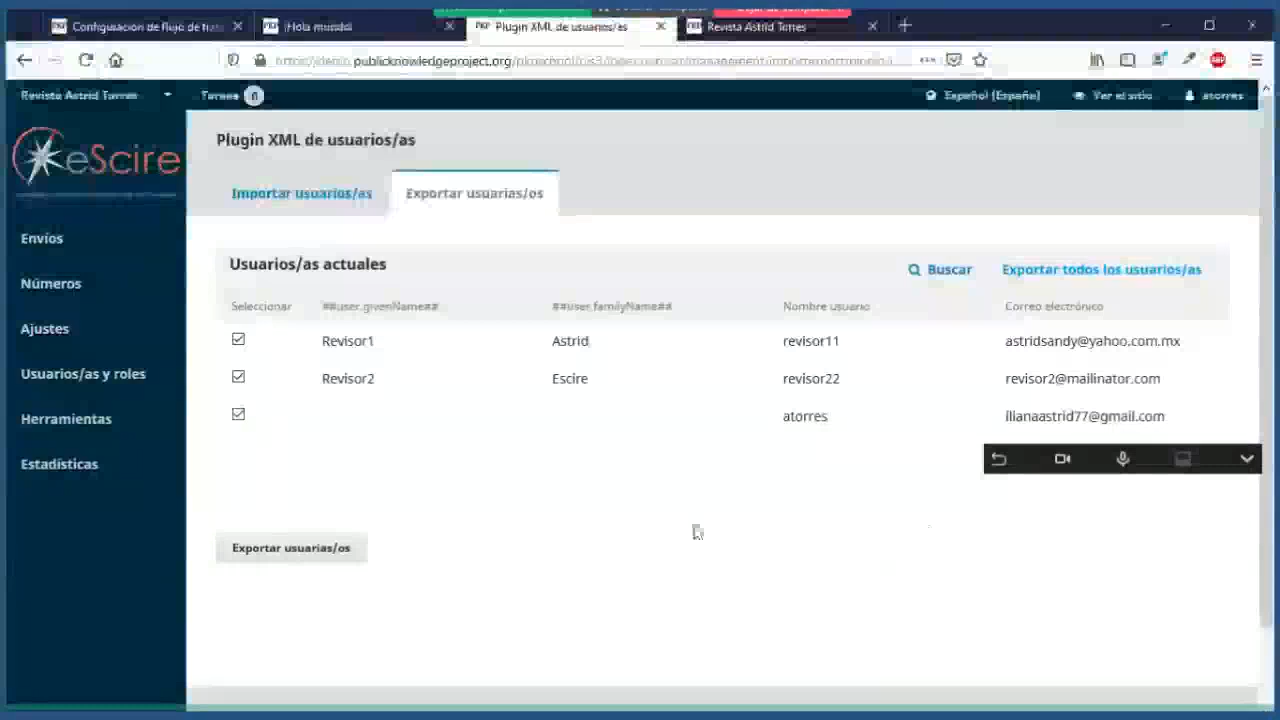 Configuración de flujo de
¡Hola mundo!
Plugin XML de usuarios/as
Revista Astrid Torres
publicknowledgeproject.org
Revista Astrid Torres
Tareas 0
Español (España)
Ver el sitio
atorres
eScire
Plugin XML de usuarios/as
Importar usuarios/as
Exportar usuarias/os
Envíos
Números
Ajustes
Usuarios/as y roles
Herramientas
Estadísticas
Usuarios/as actuales
Buscar
Exportar todos los usuarios/as
Seleccionar ##user.givenName## ##user.familyName## Nombre usuario Correo electrónico
Revisor1 Astrid revisor11 astridsandy@yahoo.com.mx
Revisor2 Escire revisor22 revisor2@mailinator.com
atorres ilianaastrid77@gmail.com
Exportar usuarias/os